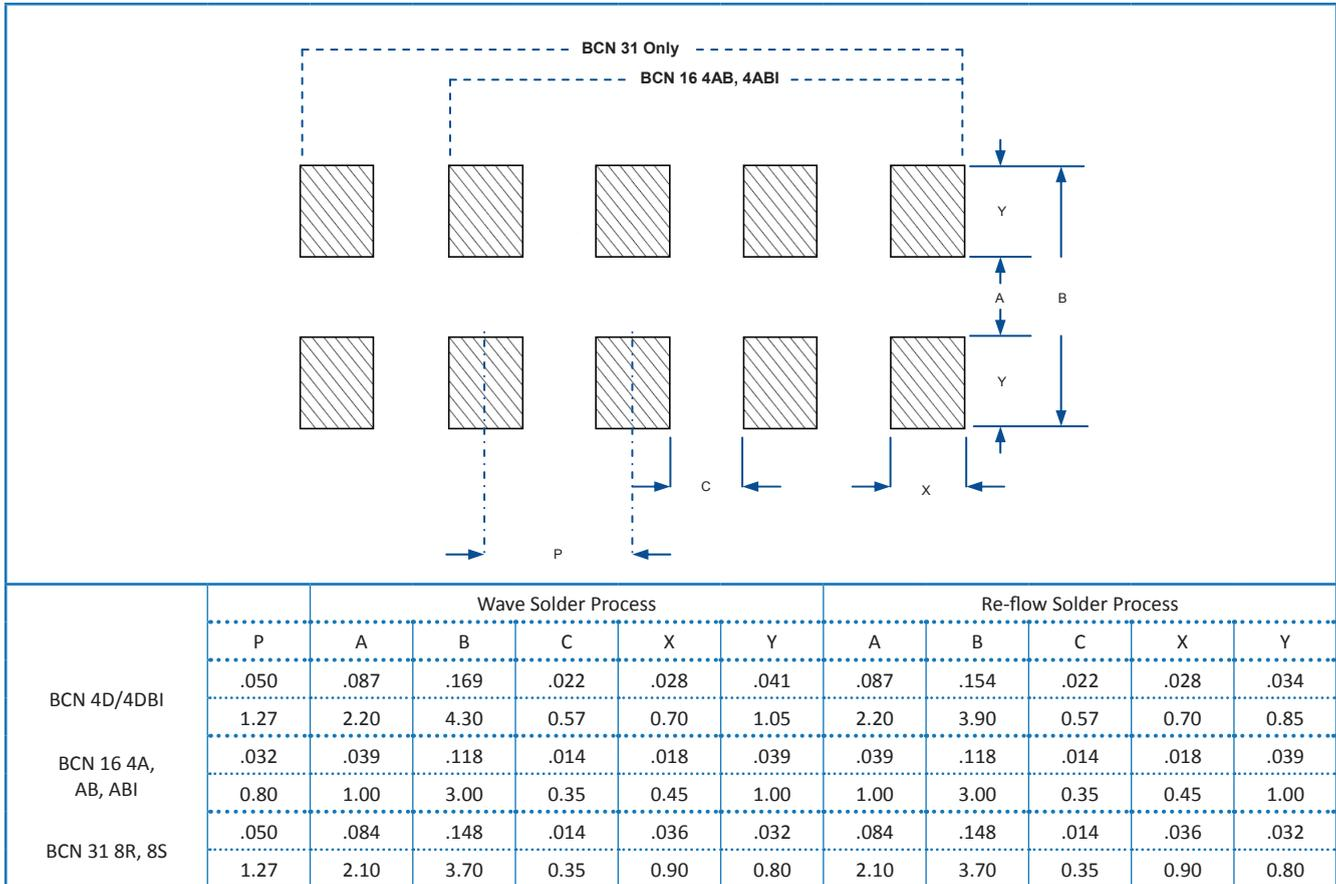 BCN 31 Only
BCN 16 4AB, 4ABI
Y
A B
Y
C X
P
Wave Solder Process Re-flow Solder Process
P A B C X Y A B C X Y
BCN 4D/4DBI
.050 .087 .169 .022 .028 .041 .087 .154 .022 .028 .034
1.27 2.20 4.30 0.57 0.70 1.05 2.20 3.90 0.57 0.70 0.85
BCN 16 4A,
AB, ABI
.032 .039 .118 .014 .018 .039 .039 .118 .014 .018 .039
0.80 1.00 3.00 0.35 0.45 1.00 1.00 3.00 0.35 0.45 1.00
BCN 31 8R, 8S
.050 .084 .148 .014 .036 .032 .084 .148 .014 .036 .032
1.27 2.10 3.70 0.35 0.90 0.80 2.10 3.70 0.35 0.90 0.80